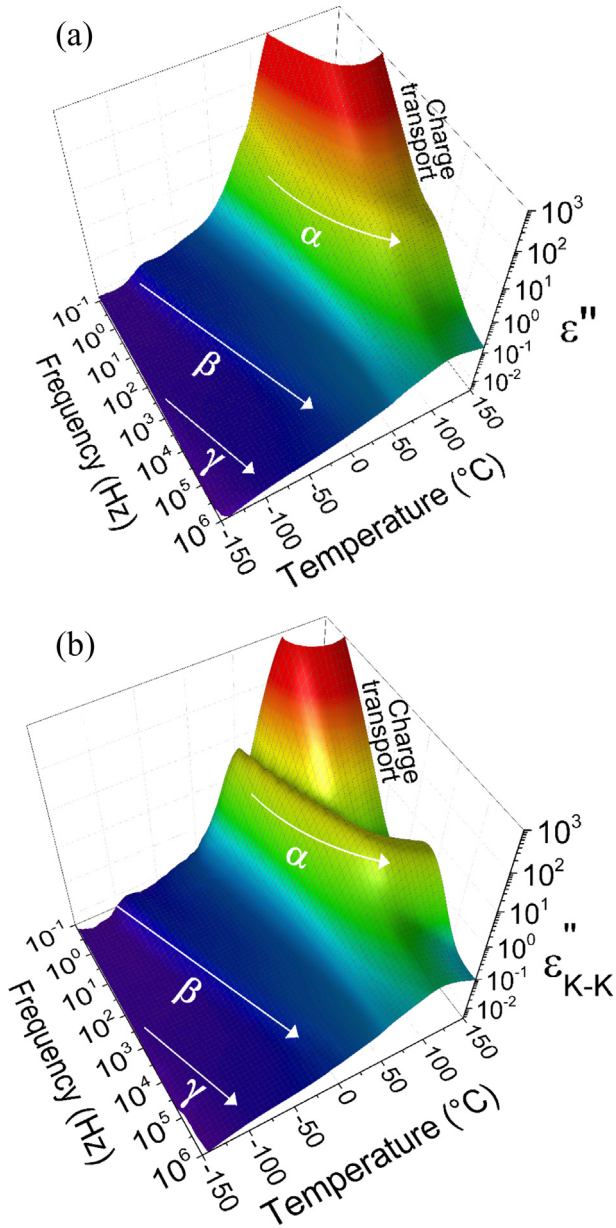 (a)
Charge
transport
α
β
γ
10³
10²
10¹
10⁰
10⁻¹
10⁻²
ε"
10⁻¹
10⁰
10¹
10²
10³
10⁴
10⁵
10⁶
Frequency (Hz)
-150
-100
-50
0
50
100
150
Temperature (°C)
(b)
Charge
transport
α
β
γ
10³
10²
10¹
10⁰
10⁻¹
10⁻²
ε"K-K
10⁻¹
10⁰
10¹
10²
10³
10⁴
10⁵
10⁶
Frequency (Hz)
-150
-100
-50
0
50
100
150
Temperature (°C)